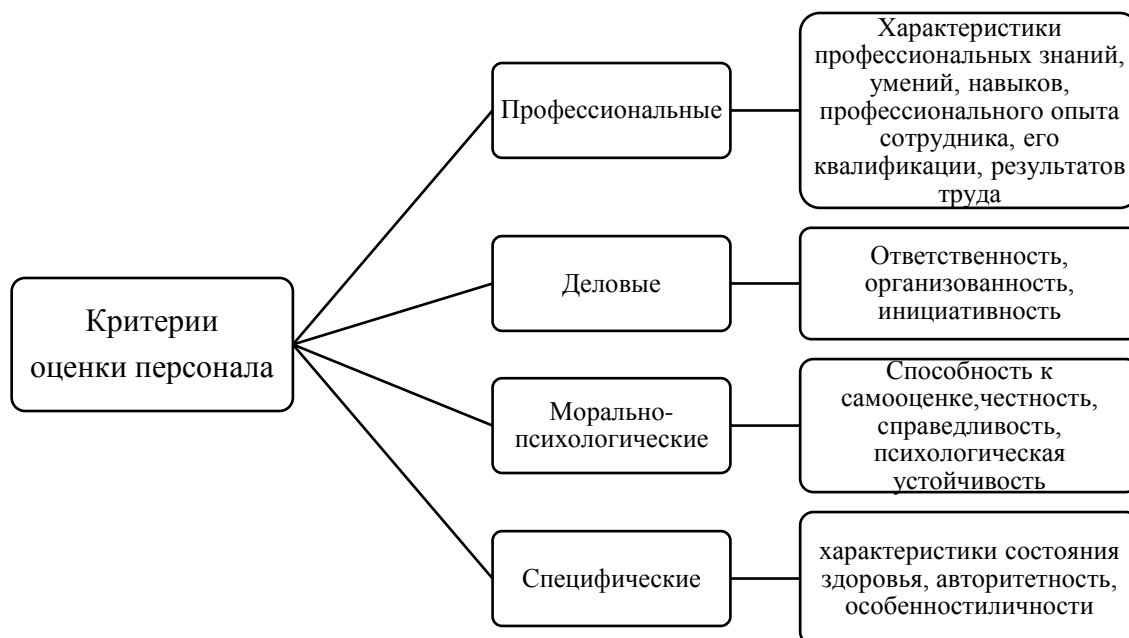 Критерии
оценки персонала
Профессиональные
Характеристики
профессиональных знаний,
умений, навыков,
профессионального опыта
сотрудника, его
квалификации, результатов
труда
Деловые
Ответственность,
организованность,
инициативность
Морально-
психологические
Способность к
самооценке,честность,
справедливость,
психологическая
устойчивость
Специфические
характеристики состояния
здоровья, авторитетность,
особенностиличности